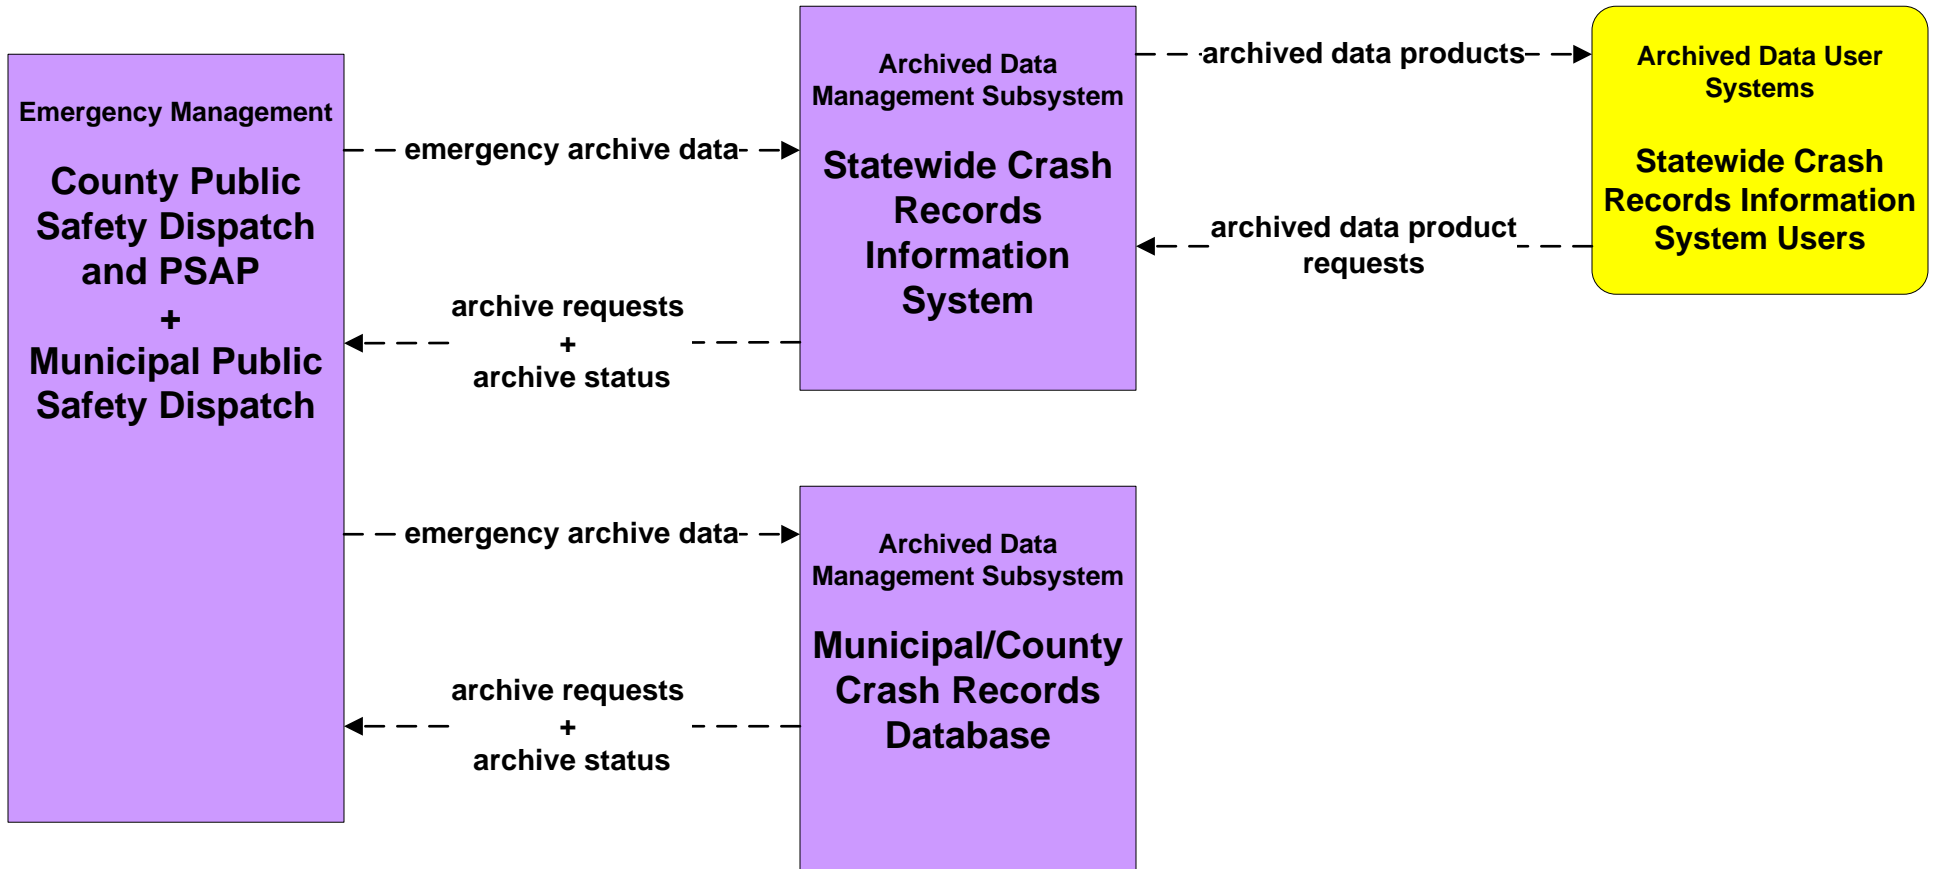 Emergency Management
County Public
Safety Dispatch
and PSAP
+
Municipal Public
Safety Dispatch
emergency archive data
archive requests
+
archive status
emergency archive data
archive requests
+
archive status
Archived Data
Management Subsystem
Statewide Crash
Records
Information
System
Archived Data
Management Subsystem
Municipal/County
Crash Records
Database
archived data products
archived data product
requests
Archived Data User
Systems
Statewide Crash
Records Information
System Users